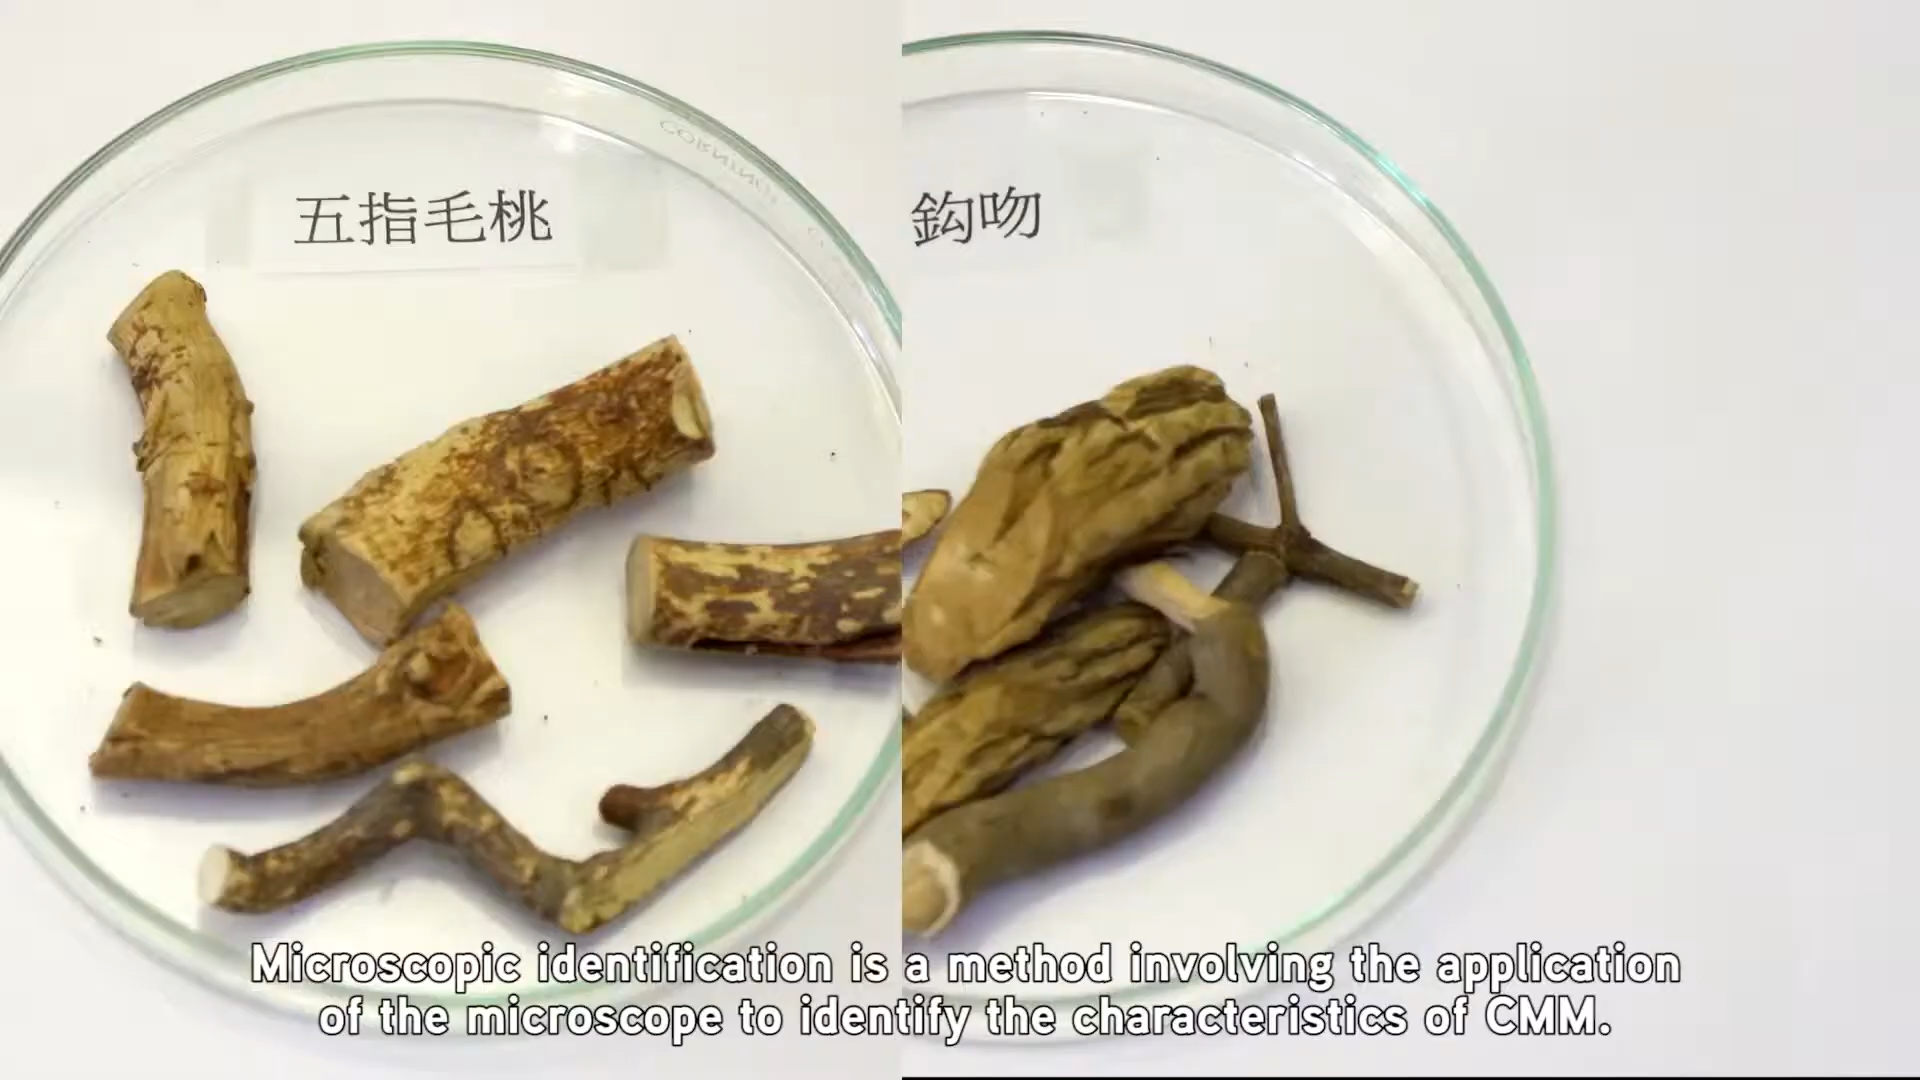 五指毛桃
鈎吻
CORNING
Microscopic identification is a method involving the application
of the microscope to identify the characteristics of CMM.